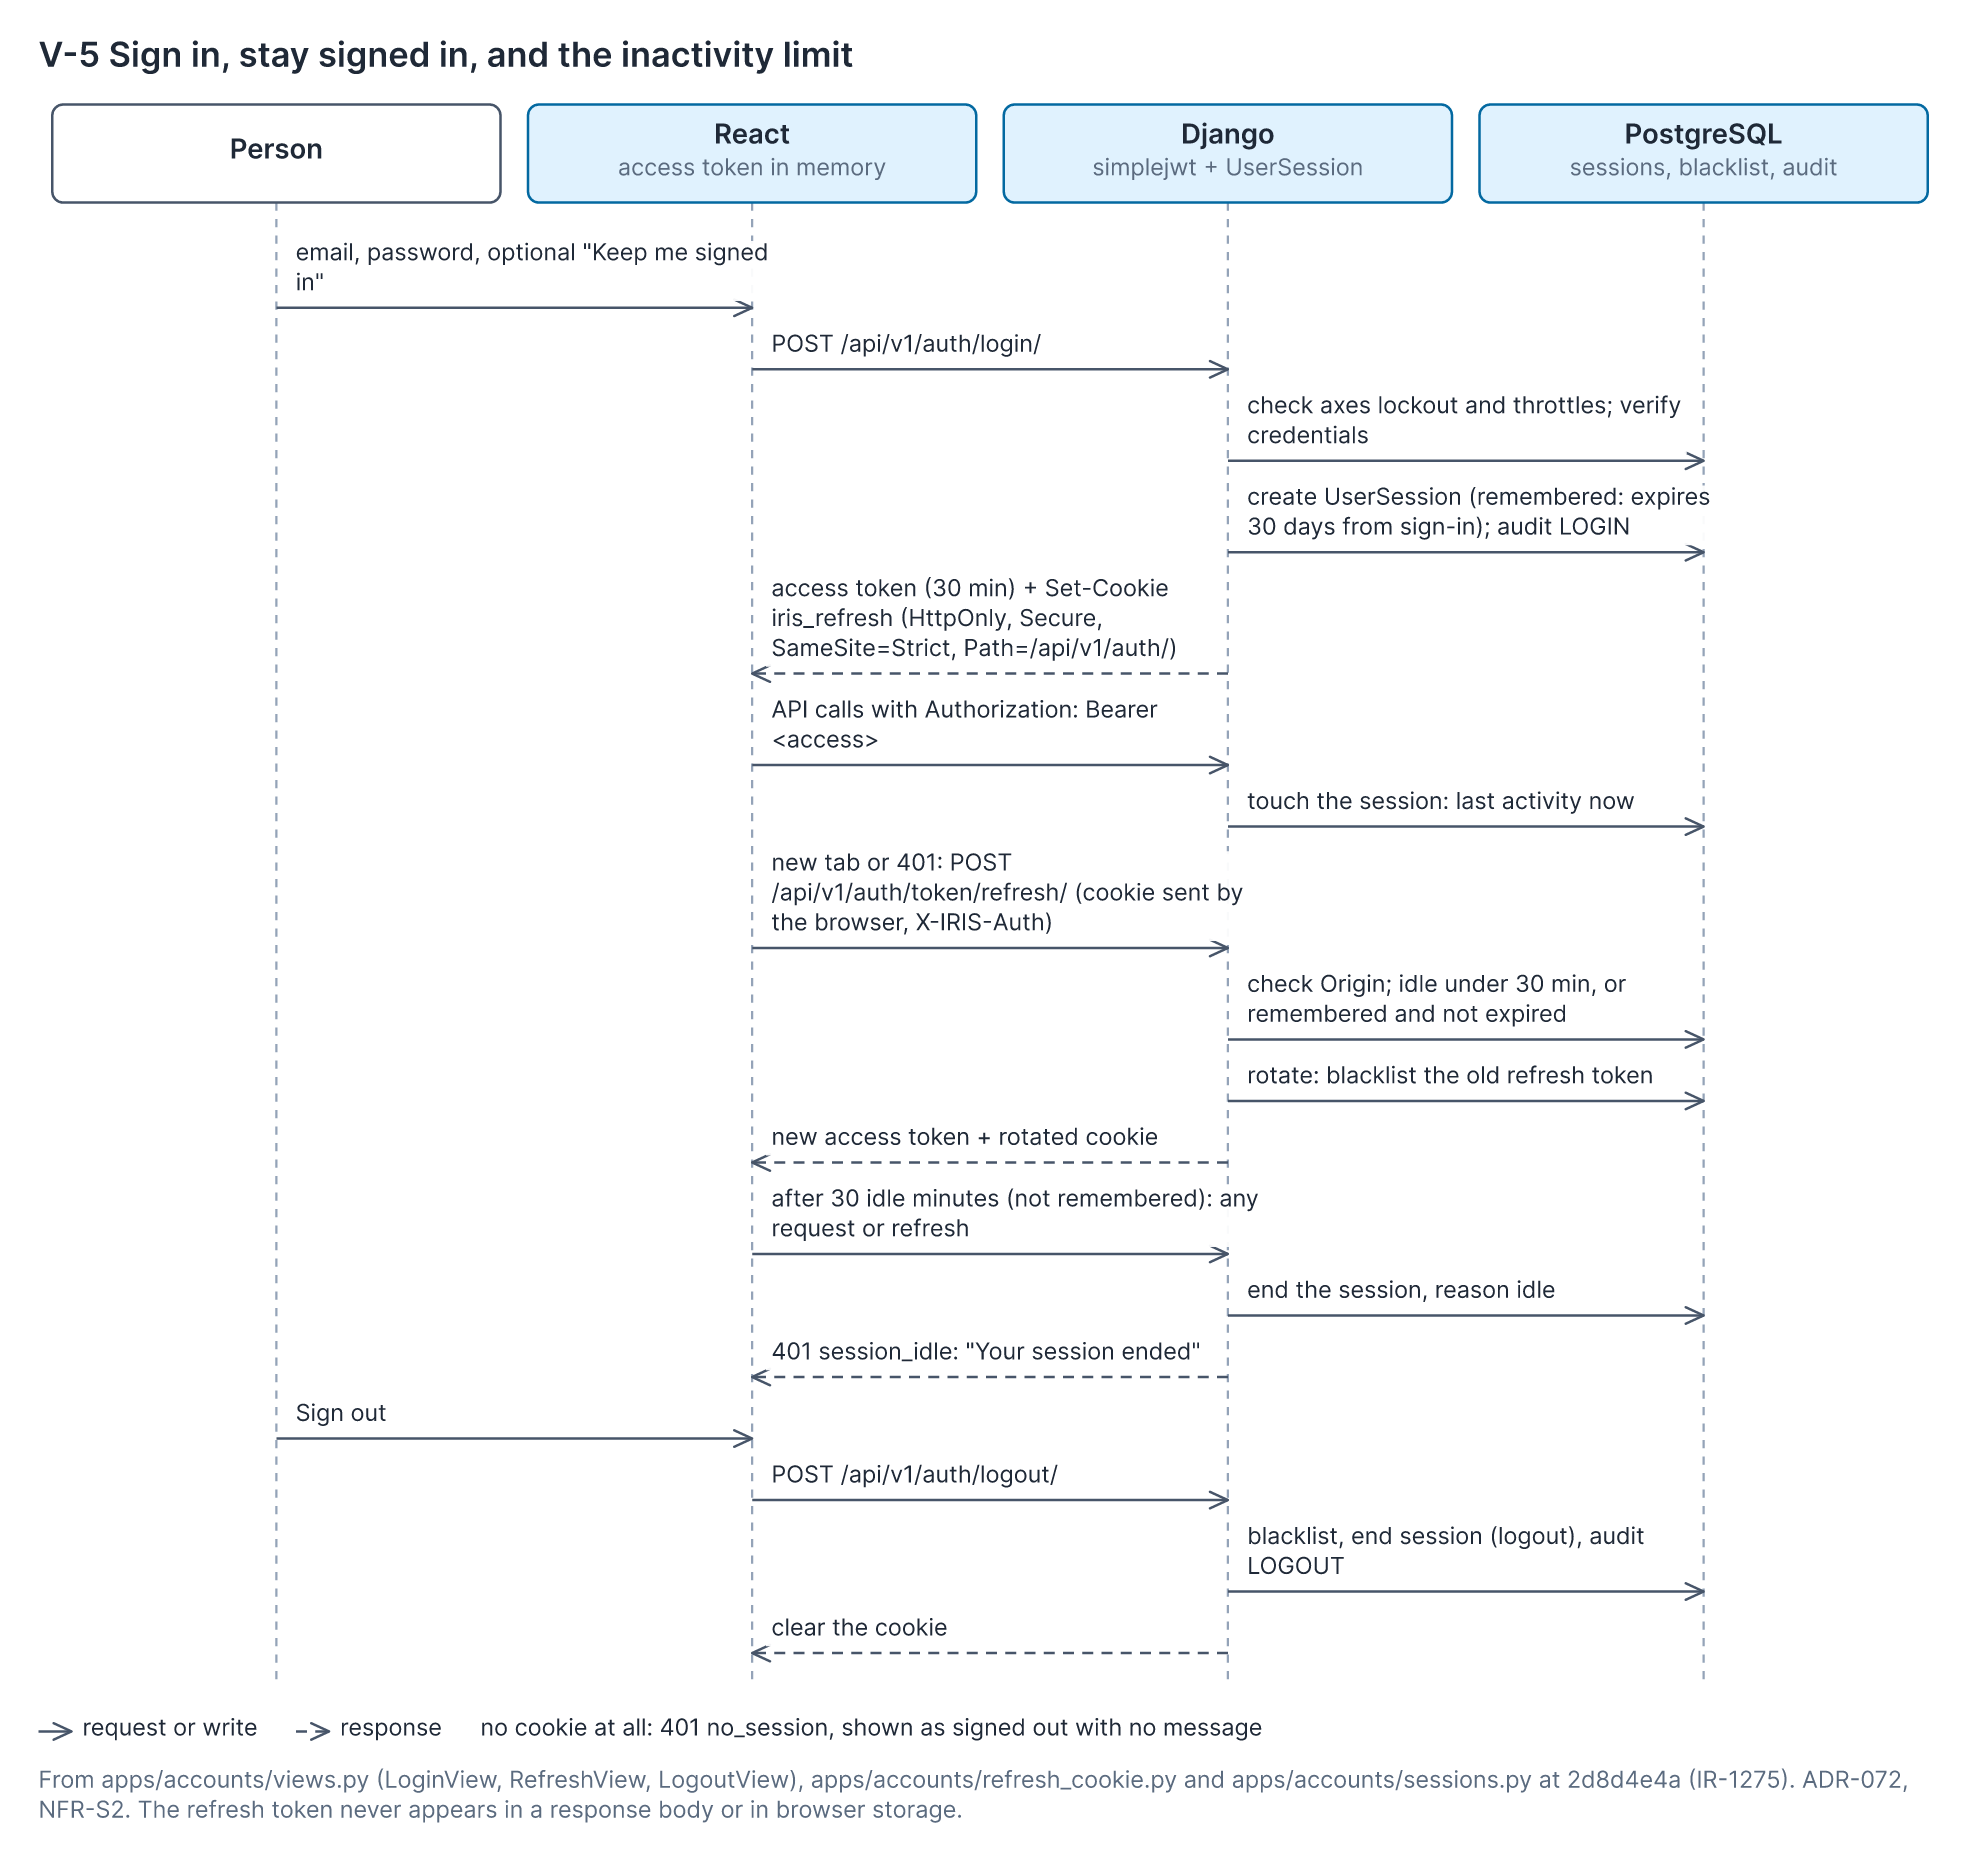 V-5 Sign in, stay signed in, and the inactivity limit
Person
React
access token in memory
Django
simplejwt + UserSession
PostgreSQL
sessions, blacklist, audit
email, password, optional "Keep me signed
in"
POST /api/v1/auth/login/
check axes lockout and throttles; verify
credentials
create UserSession (remembered: expires
30 days from sign-in); audit LOGIN
access token (30 min) + Set-Cookie
iris_refresh (HttpOnly, Secure,
SameSite=Strict, Path=/api/v1/auth/)
API calls with Authorization: Bearer
<access>
touch the session: last activity now
new tab or 401: POST
/api/v1/auth/token/refresh/ (cookie sent by
the browser, X-IRIS-Auth)
check Origin; idle under 30 min, or
remembered and not expired
rotate: blacklist the old refresh token
new access token + rotated cookie
after 30 idle minutes (not remembered): any
request or refresh
end the session, reason idle
401 session_idle: "Your session ended"
Sign out
POST /api/v1/auth/logout/
blacklist, end session (logout), audit
LOGOUT
clear the cookie
request or write
response
no cookie at all: 401 no_session, shown as signed out with no message
From apps/accounts/views.py (LoginView, RefreshView, LogoutView), apps/accounts/refresh_cookie.py and apps/accounts/sessions.py at 2d8d4e4a (IR-1275). ADR-072,
NFR-S2. The refresh token never appears in a response body or in browser storage.